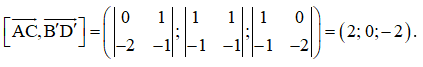 [AC, B'D'] = (|0 1; -2 -1|; |1 1; -1 -1|; |1 0; -1 -2|) = (2; 0; -2).